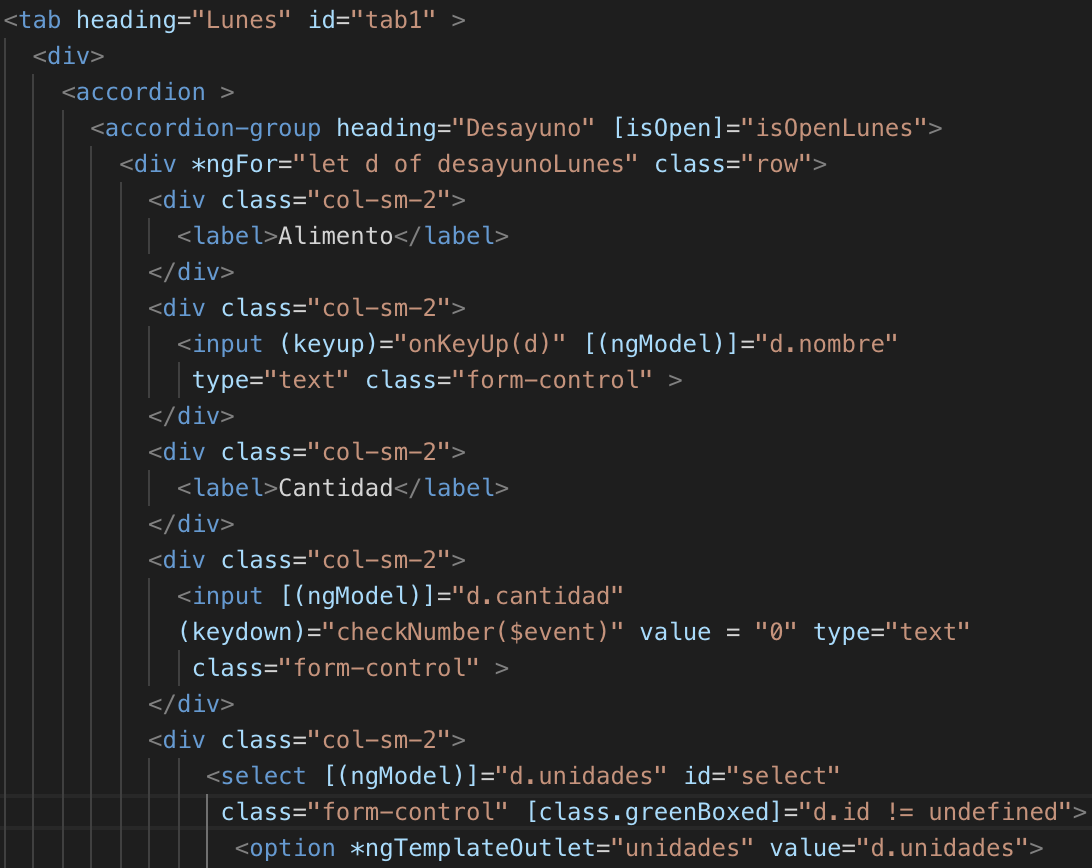 <tab heading="Lunes" id="tab1" >
<div>
<accordion >
<accordion-group heading="Desayuno" [isOpen]="isOpenLunes">
<div *ngFor="let d of desayunoLunes" class="row">
<div class="col-sm-2">
<label>Alimento</label>
</div>
<div class="col-sm-2">
<input (keyup)="onKeyUp(d)" [(ngModel)]="d.nombre"
type="text" class="form-control" >
</div>
<div class="col-sm-2">
<label>Cantidad</label>
</div>
<div class="col-sm-2">
<input [(ngModel)]="d.cantidad"
(keydown)="checkNumber($event)" value = "0" type="text"
class="form-control" >
</div>
<div class="col-sm-2">
<select [(ngModel)]="d.unidades" id="select"
class="form-control" [class.greenBoxed]="d.id != undefined">
<option *ngTemplateOutlet="unidades" value="d.unidades">